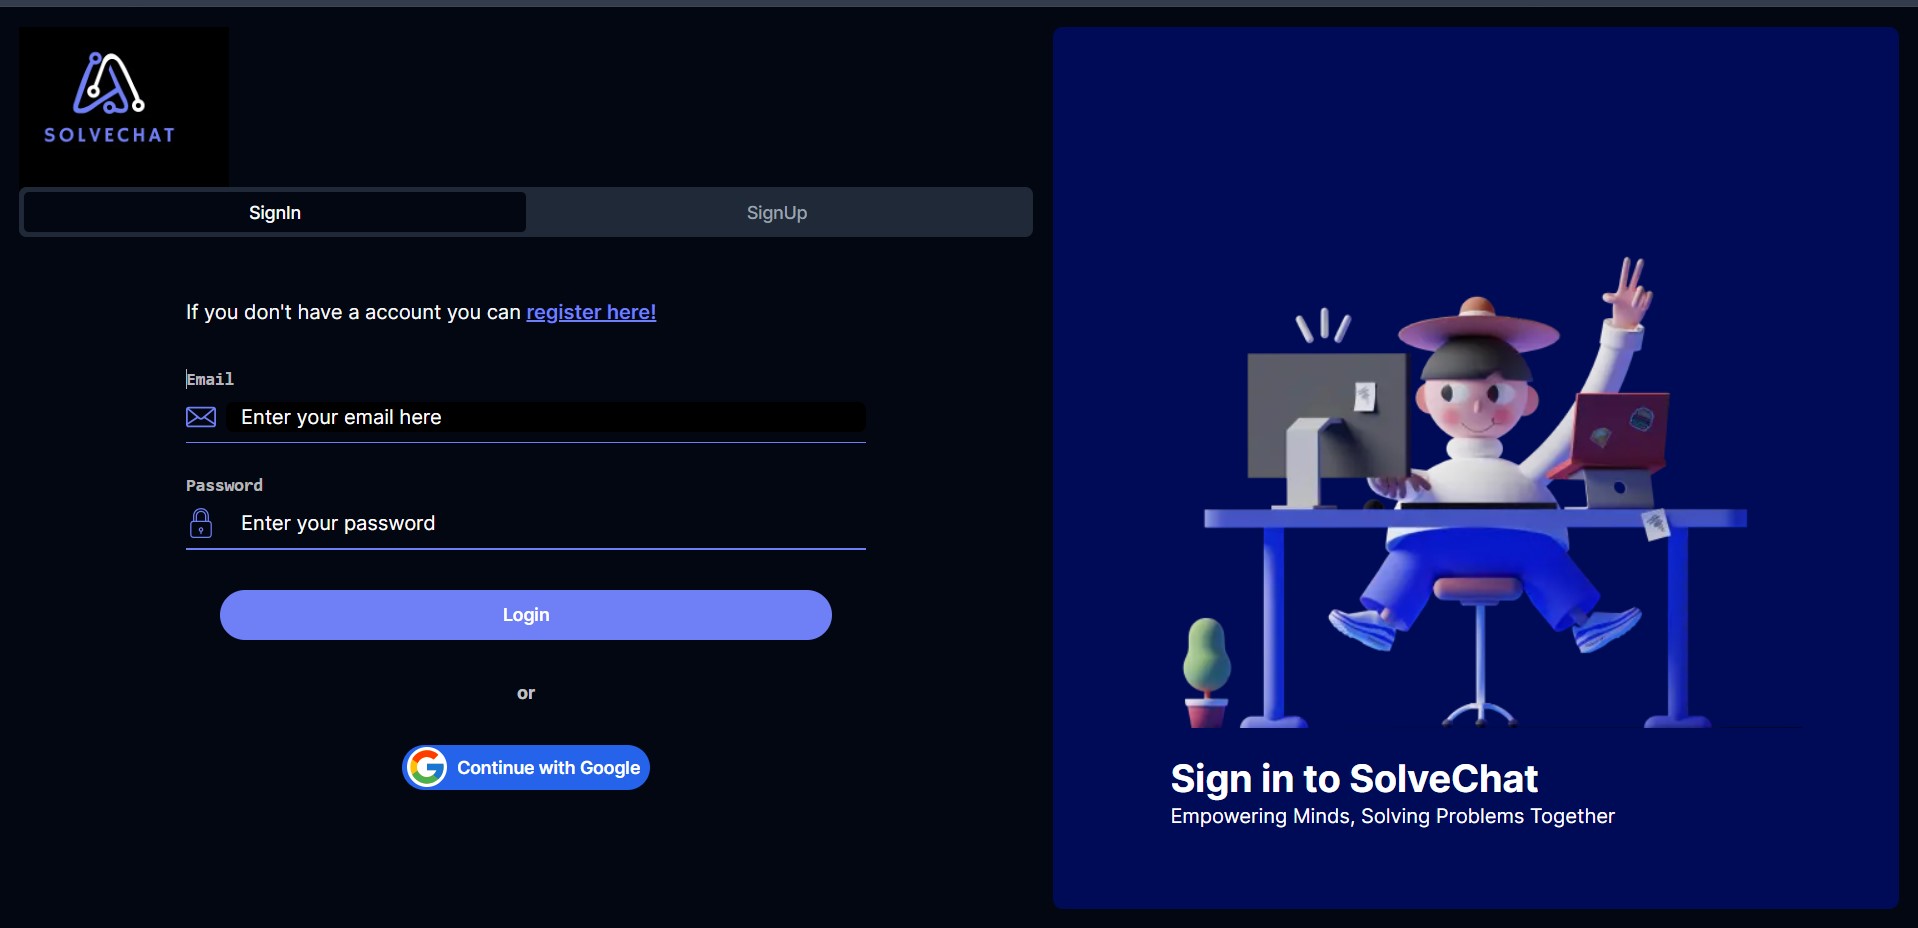 SOLVECHAT
SignIn
SignUp
If you don't have a account you can register here!
Email
Enter your email here
Password
Enter your password
Login
or
Continue with Google
Sign in to SolveChat
Empowering Minds, Solving Problems Together